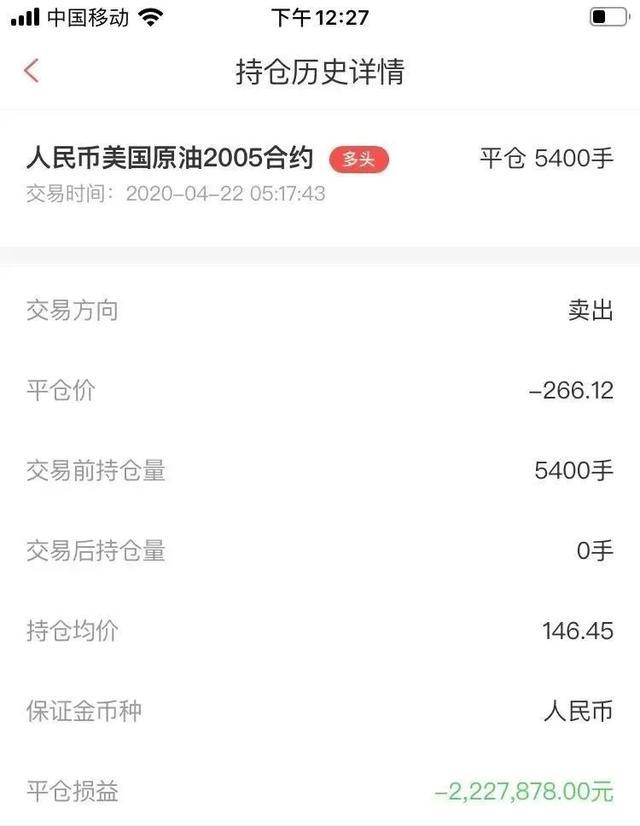 中国移动 下午12:27
持仓历史详情
人民币美国原油2005合约 多头 平仓 5400手
交易时间：2020-04-22 05:17:43
交易方向 卖出
平仓价 -266.12
交易前持仓量 5400手
交易后持仓量 0手
持仓均价 146.45
保证金币种 人民币
平仓损益 -2,227,878.00元